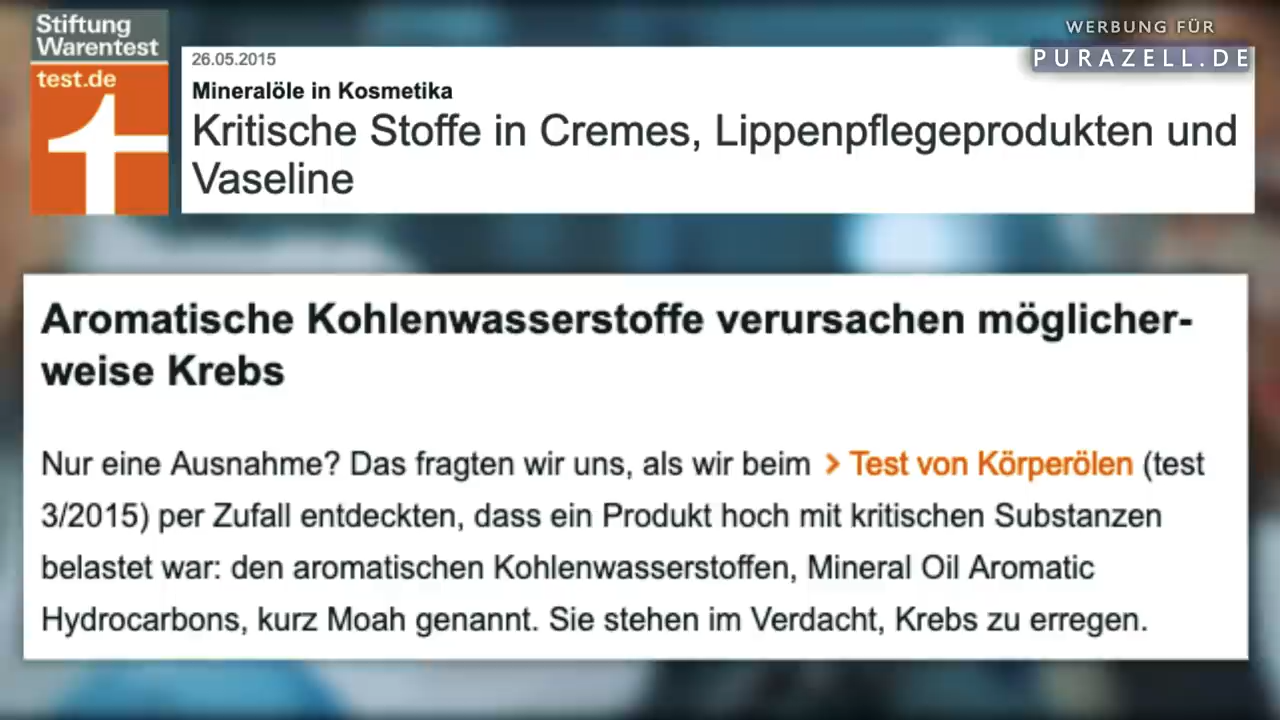 Stiftung
Warentest
test.de
WERBUNG FÜR
PURAZELL.DE
26.05.2015
Mineralöle in Kosmetika
Kritische Stoffe in Cremes, Lippenpflegeprodukten und
Vaseline
Aromatische Kohlenwasserstoffe verursachen möglicher-
weise Krebs
Nur eine Ausnahme? Das fragten wir uns, als wir beim > Test von Körperölen (test
3/2015) per Zufall entdeckten, dass ein Produkt hoch mit kritischen Substanzen
belastet war: den aromatischen Kohlenwasserstoffen, Mineral Oil Aromatic
Hydrocarbons, kurz Moah genannt. Sie stehen im Verdacht, Krebs zu erregen.